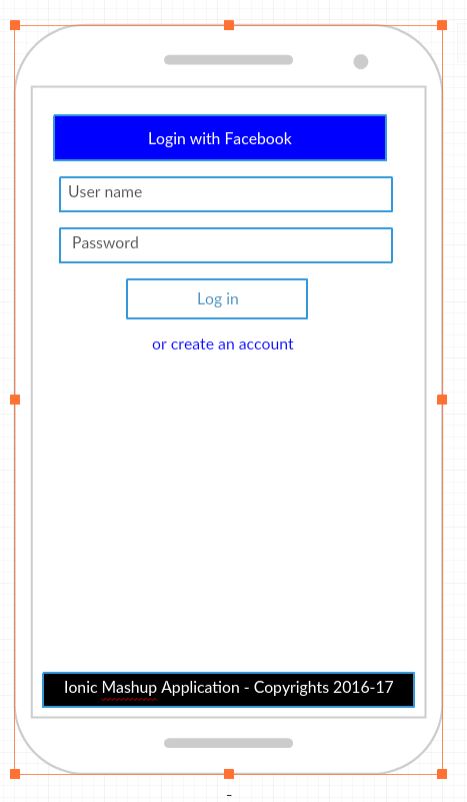 Login with Facebook
User name
Password
Log in
or create an account
Ionic Mashup Application - Copyrights 2016-17
-